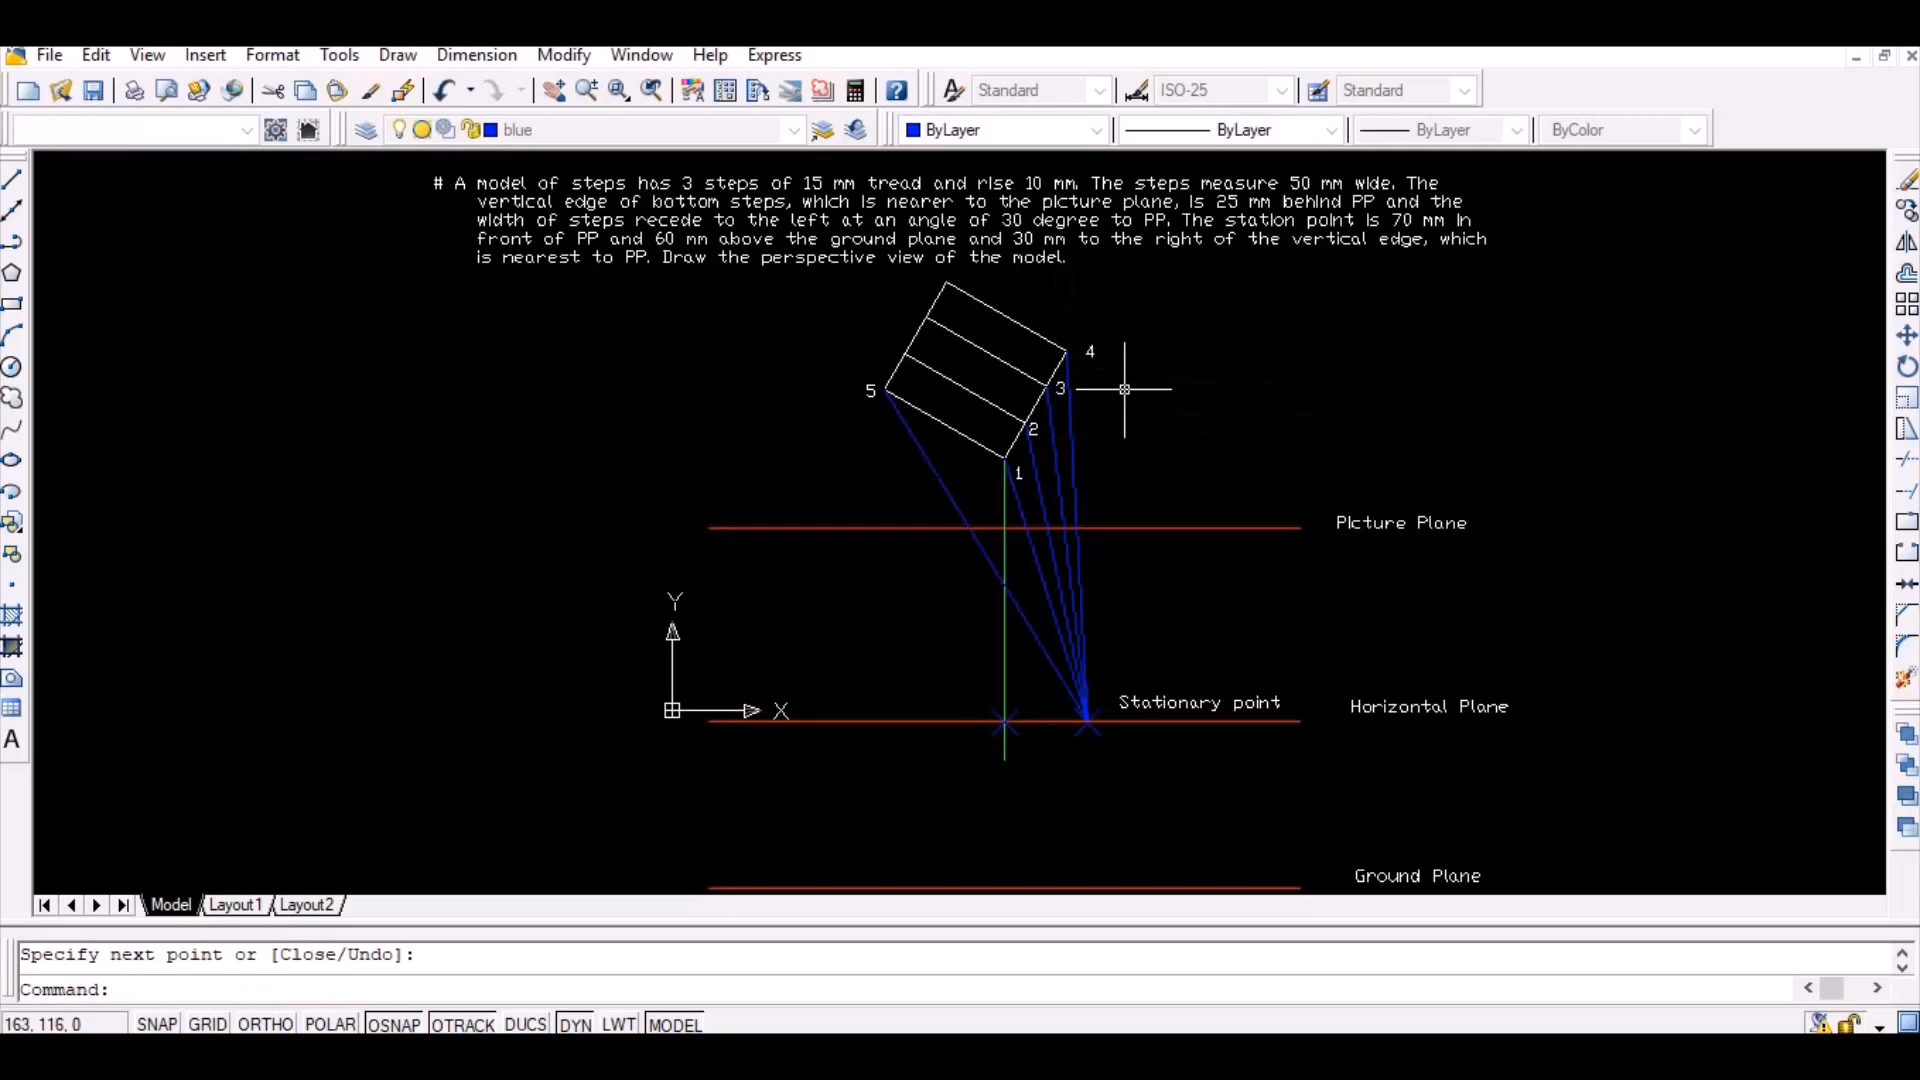 File Edit View Insert Format Tools Draw Dimension Modify Window Help Express
Standard ISO-25 Standard
blue ByLayer ByLayer ByLayer ByColor
# A model of steps has 3 steps of 15 mm tread and rise 10 mm. The steps measure 50 mm wide. The
vertical edge of bottom steps, which is nearer to the picture plane, is 25 mm behind PP and the
width of steps recede to the left at an angle of 30 degree to PP. The station point is 70 mm in
front of PP and 60 mm above the ground plane and 30 mm to the right of the vertical edge, which
is nearest to PP. Draw the perspective view of the model.
4
5
3
2
1
Picture Plane
Y
Stationary point
Horizontal Plane
X
Ground Plane
A
Model Layout1 Layout2
Specify next point or [Close/Undo]:
Command:
163, 116, 0 SNAP GRID ORTHO POLAR OSNAP OTRACK DUCS DYN LWT MODEL